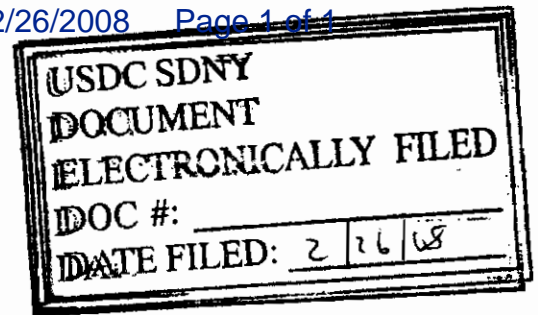 2/26/2008 Page 1 of 1
USDC SDNY
DOCUMENT
ELECTRONICALLY FILED
DOC #:
DATE FILED: 2/26/08